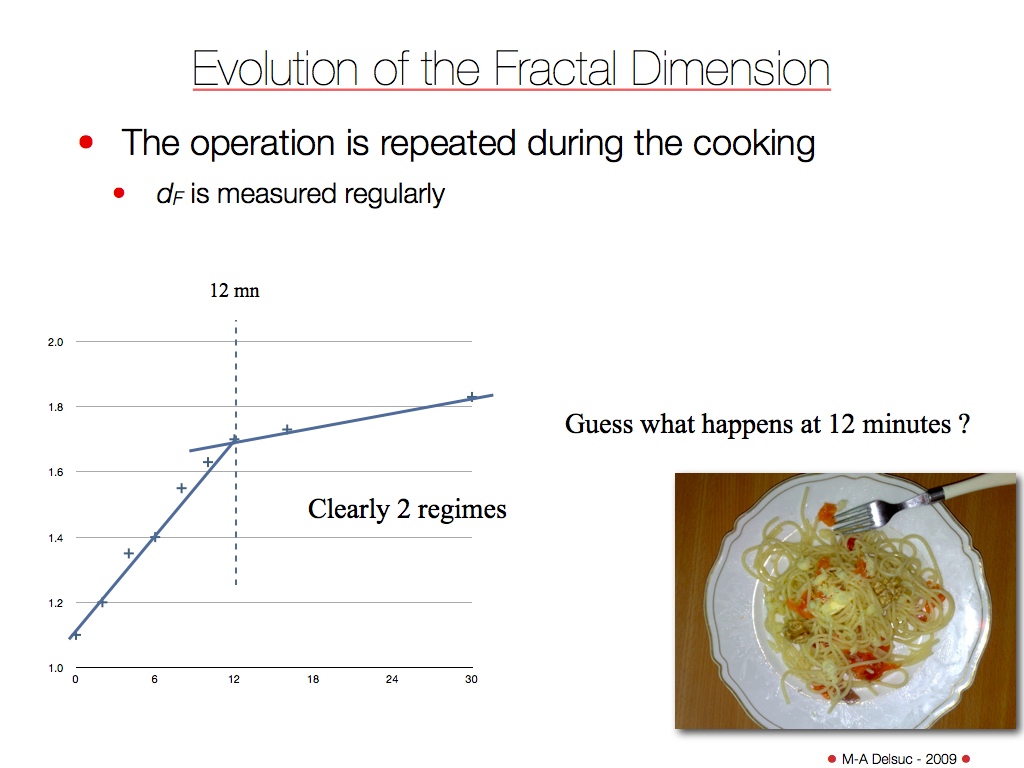 Evolution of the Fractal Dimension
The operation is repeated during the cooking
dF is measured regularly
12 mn
2.0
1.8
1.6
1.4
1.2
1.0
0 6 12 18 24 30
Clearly 2 regimes
Guess what happens at 12 minutes ?
M-A Delsuc - 2009